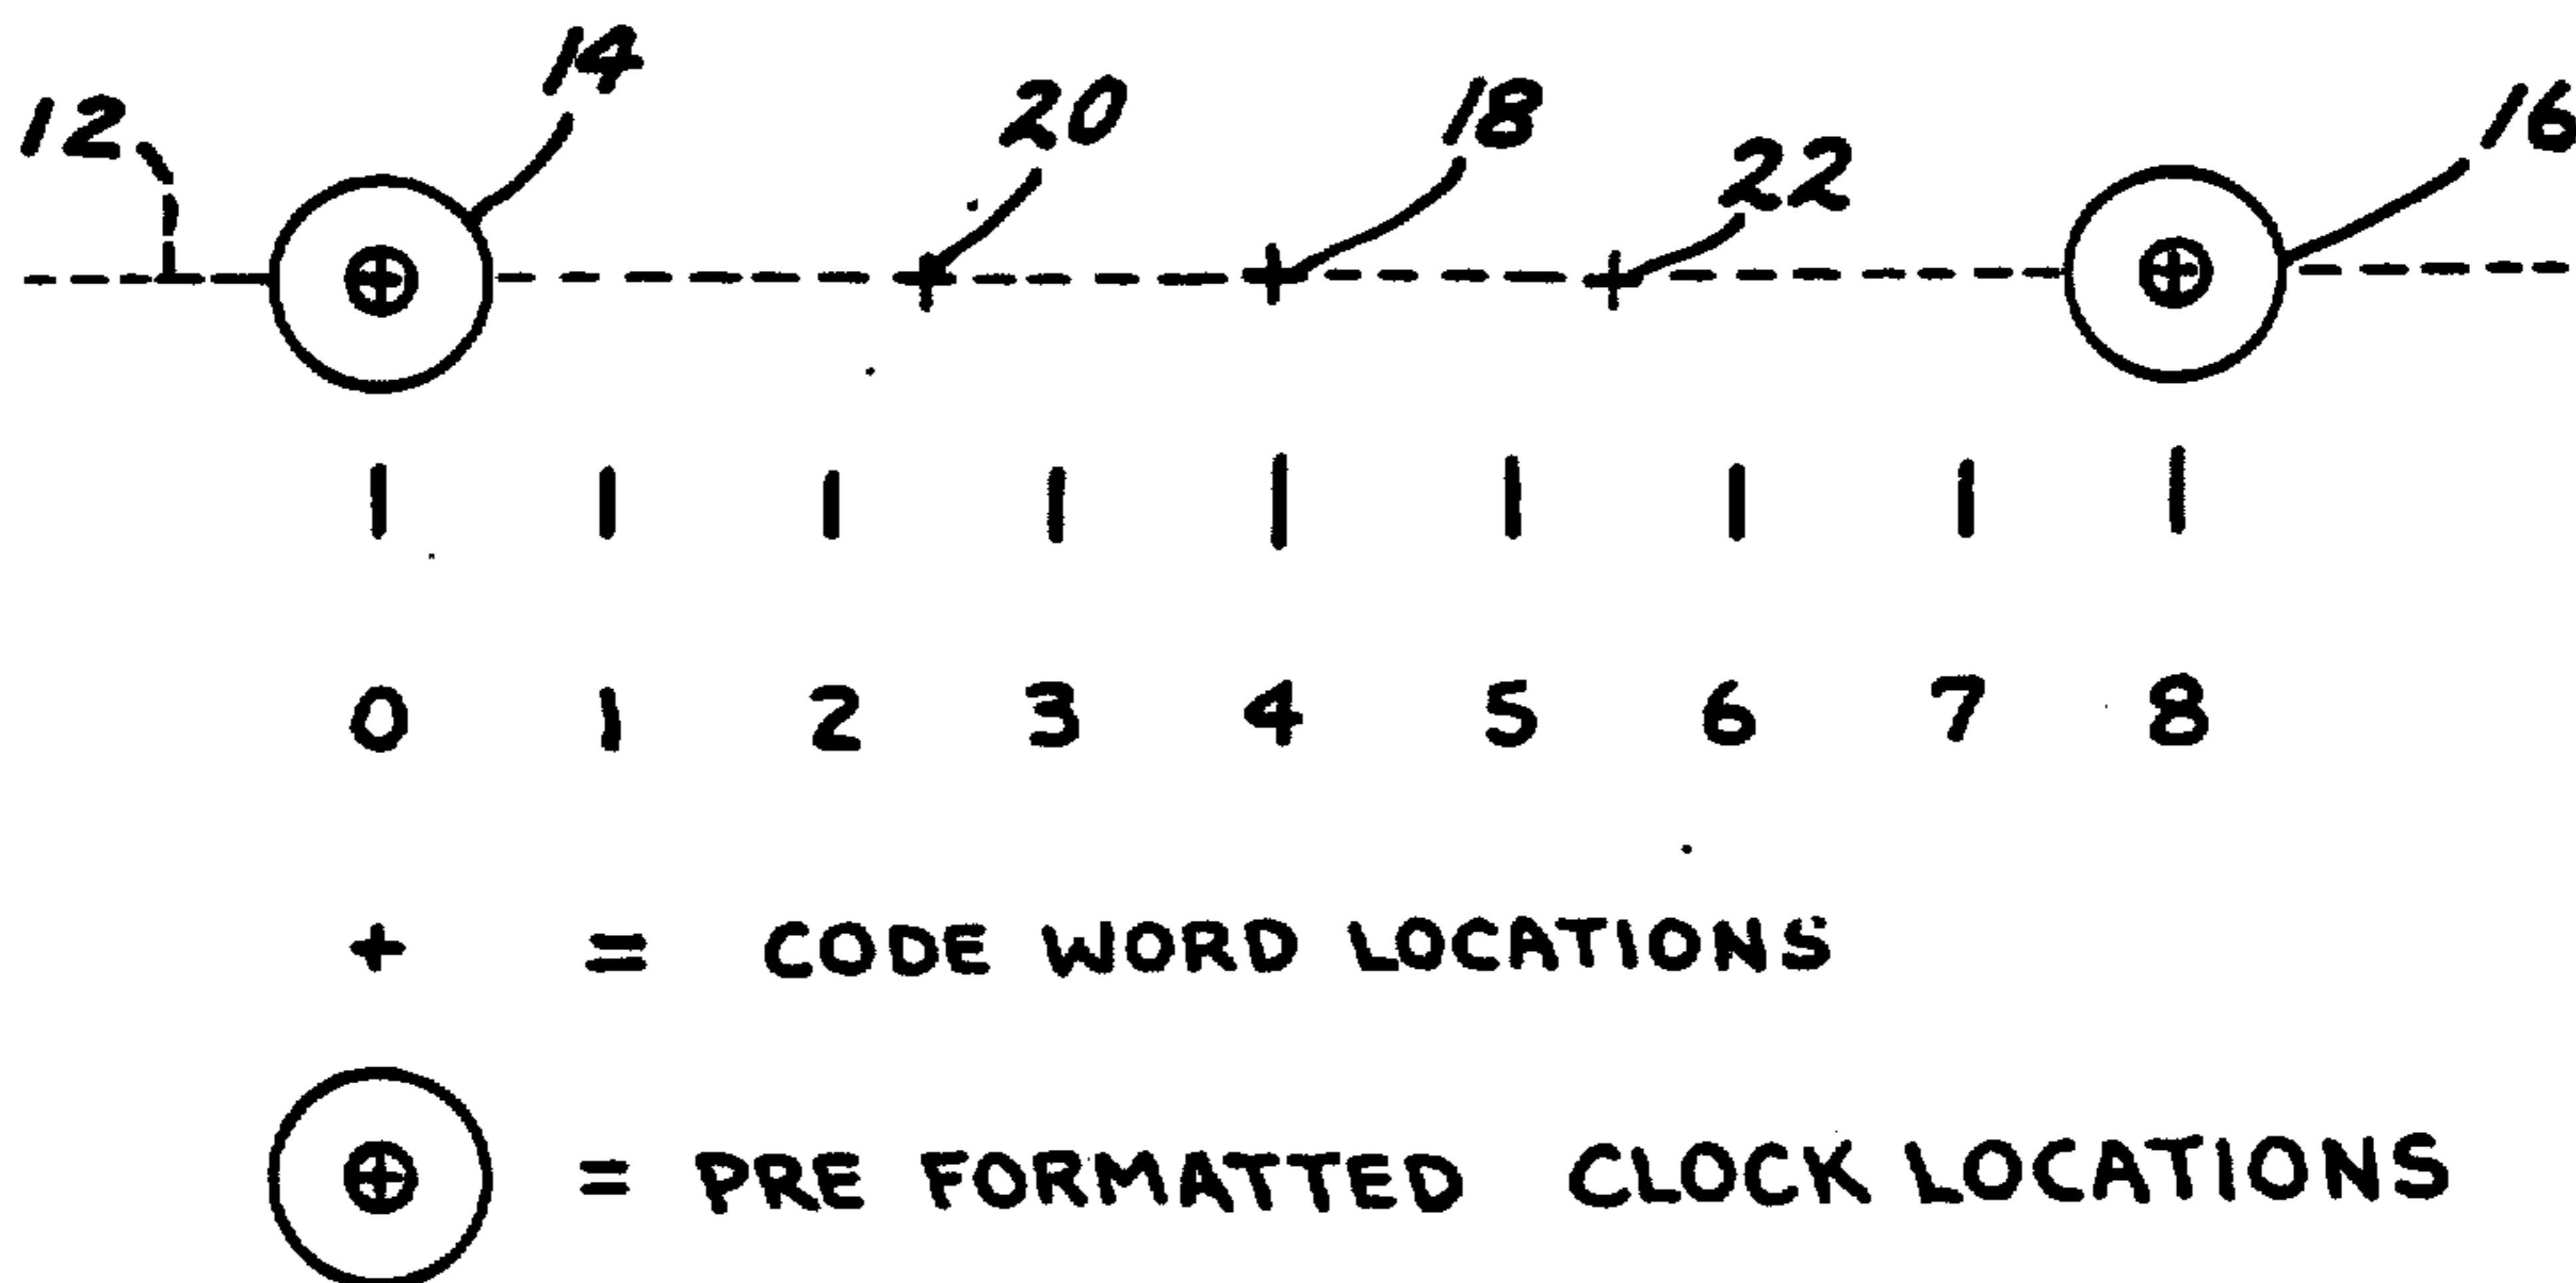 12 14 20 18 22 16
0 1 2 3 4 5 6 7 8
+ = CODE WORD LOCATIONS
= PRE FORMATTED CLOCK LOCATIONS